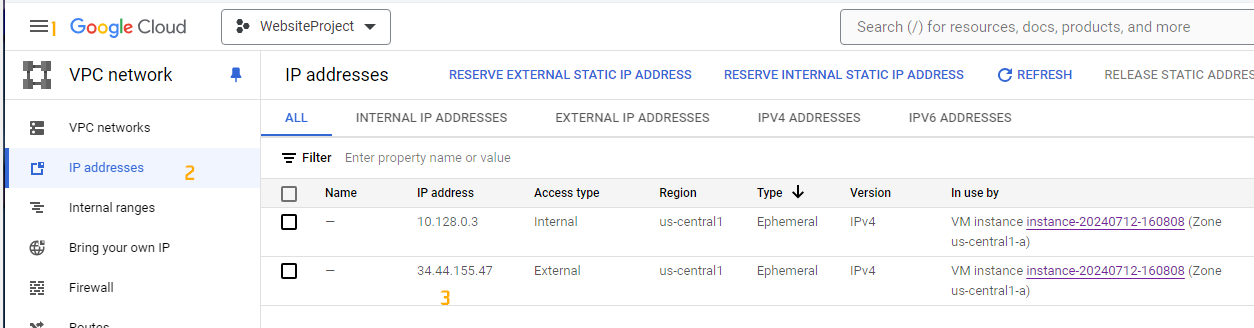 1 Google Cloud WebsiteProject Search (/) for resources, docs, products, and more
VPC network
IP addresses RESERVE EXTERNAL STATIC IP ADDRESS RESERVE INTERNAL STATIC IP ADDRESS REFRESH RELEASE STATIC ADDRES
VPC networks
IP addresses 2
Internal ranges
Bring your own IP
Firewall
Routes
ALL INTERNAL IP ADDRESSES EXTERNAL IP ADDRESSES IPV4 ADDRESSES IPV6 ADDRESSES
Filter Enter property name or value
Name IP address Access type Region Type Version In use by
— 10.128.0.3 Internal us-central1 Ephemeral IPv4 VM instance instance-20240712-160808 (Zone
us-central1-a)
— 34.44.155.47 External us-central1 Ephemeral IPv4 VM instance instance-20240712-160808 (Zone
us-central1-a)
3